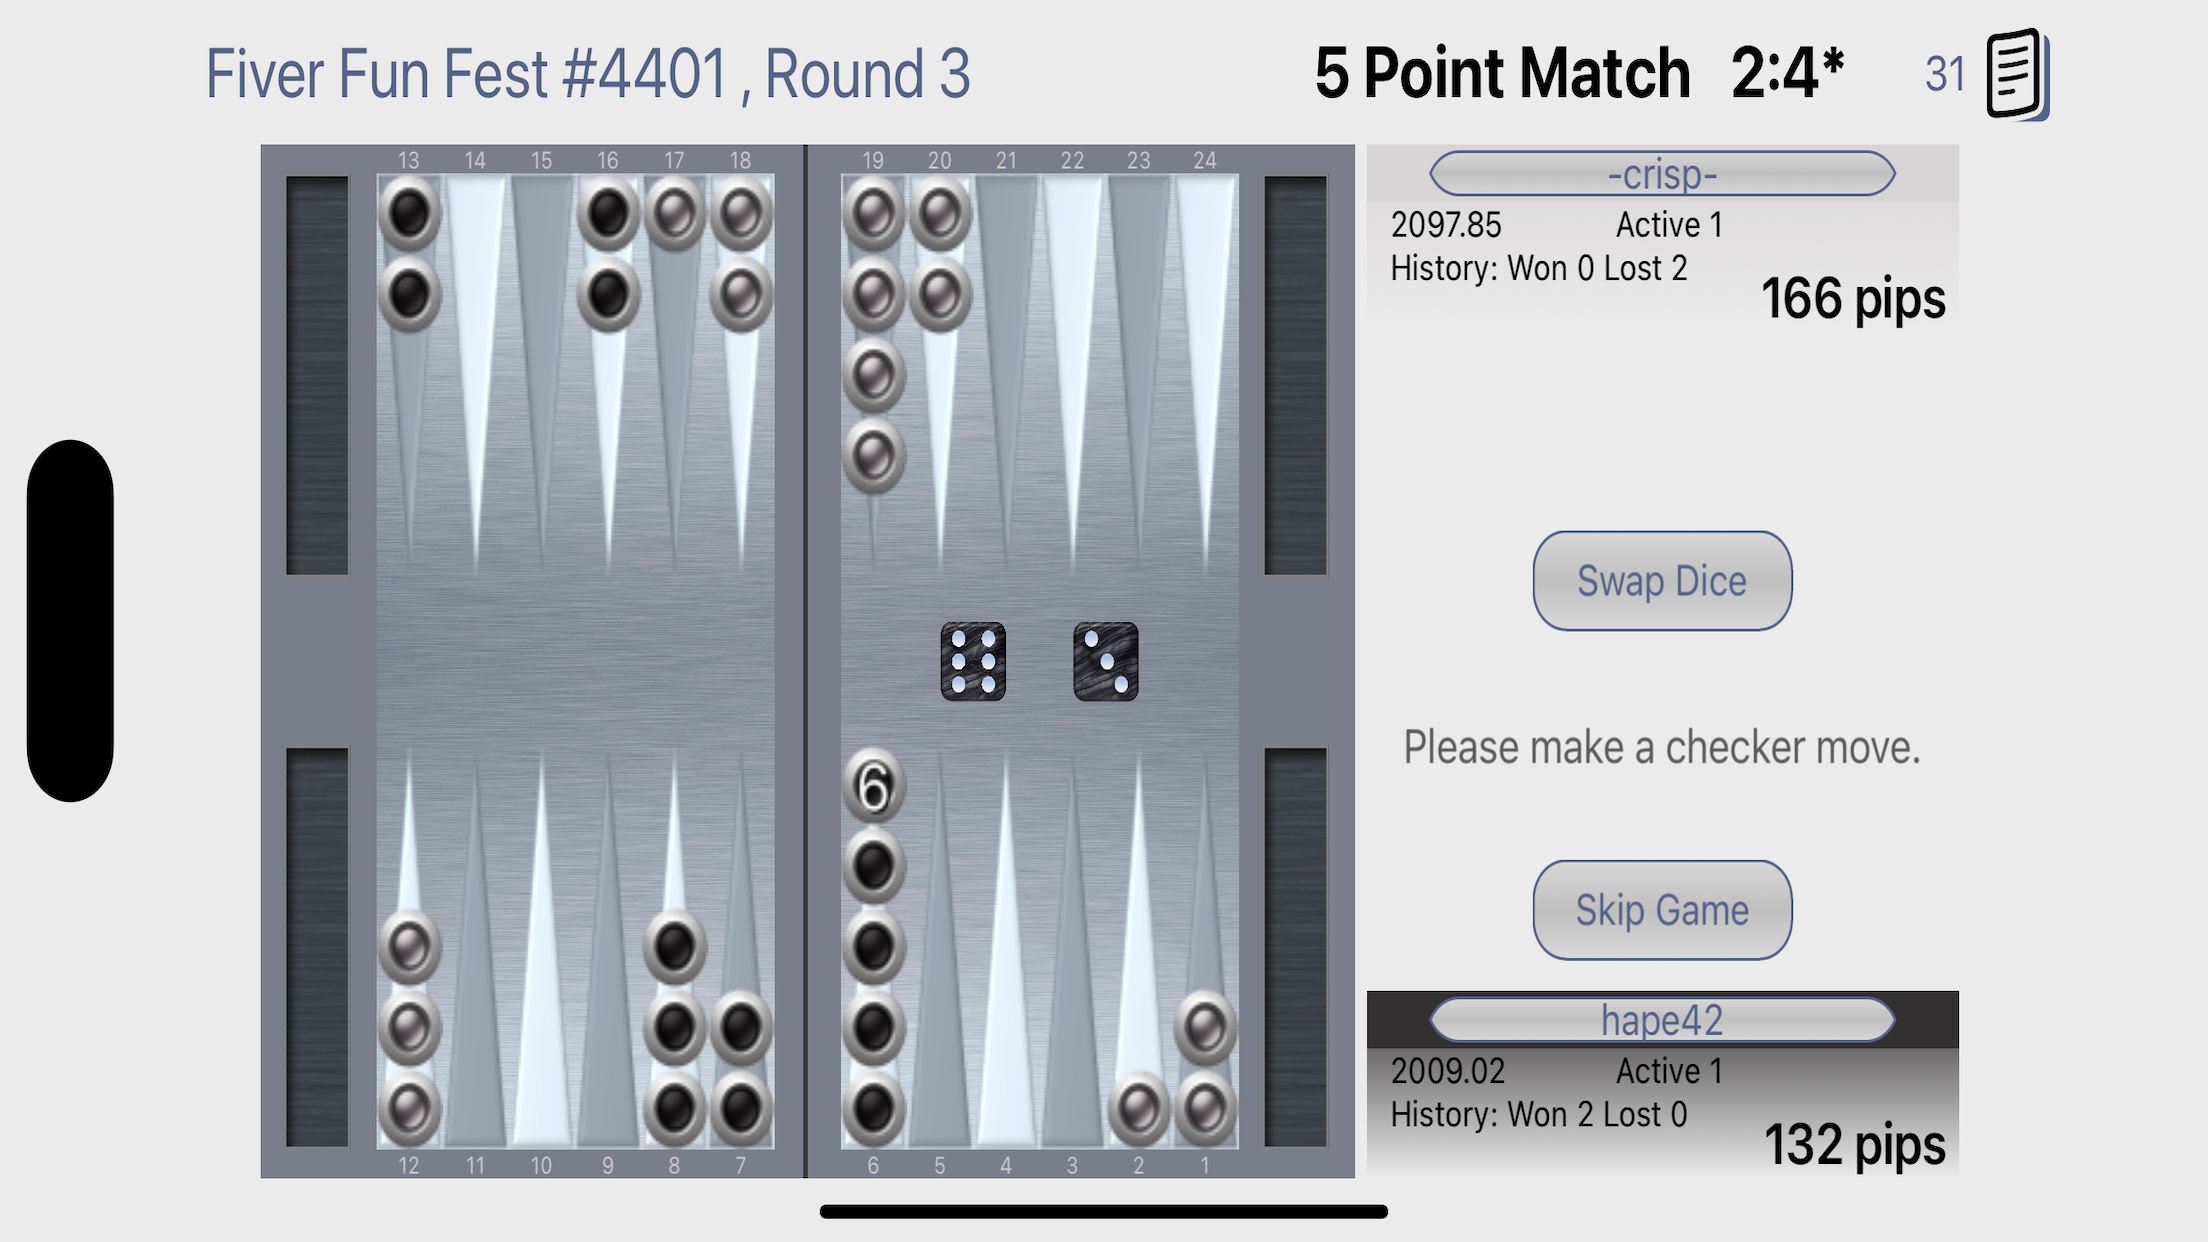 Fiver Fun Fest #4401 , Round 3
5 Point Match 2:4* 31
13 14 15 16 17 18 19 20 21 22 23 24
-crisp-
2097.85 Active 1
History: Won 0 Lost 2
166 pips
Swap Dice
Please make a checker move.
6
Skip Game
hape42
2009.02 Active 1
History: Won 2 Lost 0
132 pips
12 11 10 9 8 7 6 5 4 3 2 1